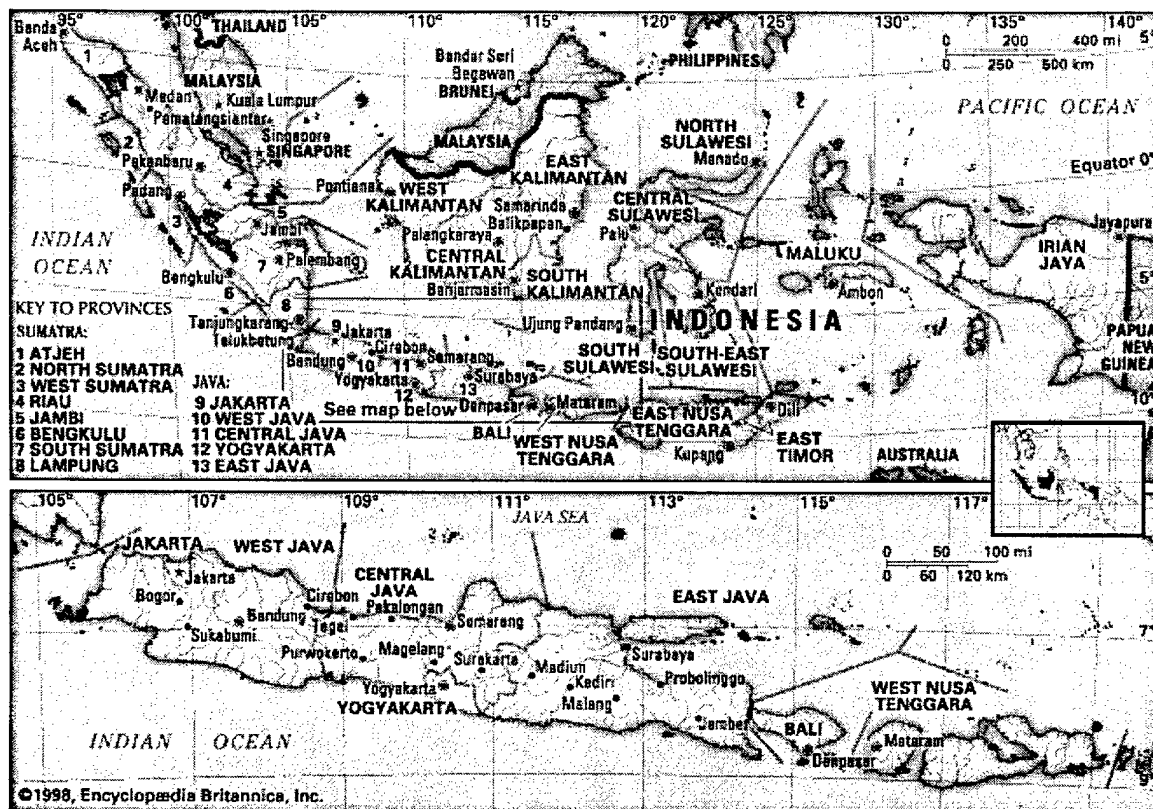 95° 100° 105° 110° 115° 120° 125° 130° 135° 140°
Banda
Aceh
THAILAND
1
MALAYSIA
Medan
Kuala Lumpur
Pematangsiantar
Singapore
SINGAPORE
2
Pekanbaru
Padang
3
4
5
Jambi
7
Palembang
Bengkulu
6
8
Tanjungkarang
Telukbetung
INDIAN
OCEAN
Bandar Seri
Begawan
BRUNEI
MALAYSIA
PHILIPPINES
0 200 400 mi
0 250 500 km
5°
PACIFIC OCEAN
Equator 0°
NORTH
SULAWESI
Manado
Pontianak
WEST
KALIMANTAN
EAST
KALIMANTAN
Samarinda
Balikpapan
Palangkaraya
CENTRAL
KALIMANTAN
Banjarmasin
SOUTH
KALIMANTAN
CENTRAL
SULAWESI
Palu
MALUKU
Ambon
Kendari
Jayapura
IRIAN
JAYA
5°
PAPUA
NEW
GUINEA
10°
Ujung Pandang
INDONESIA
SOUTH
SULAWESI
SOUTH-EAST
SULAWESI
9
Jakarta
Bandung
10
Cirebon
11
Semarang
Yogyakarta
12
13
Surabaya
See map below
Denpasar
Mataram
BALI
WEST NUSA
TENGGARA
EAST NUSA
TENGGARA
Kupang
Dili
EAST
TIMOR
AUSTRALIA
KEY TO PROVINCES
SUMATRA:
1 ATJEH
2 NORTH SUMATRA
3 WEST SUMATRA
4 RIAU
5 JAMBI
6 BENGKULU
7 SOUTH SUMATRA
8 LAMPUNG
JAVA:
9 JAKARTA
10 WEST JAVA
11 CENTRAL JAVA
12 YOGYAKARTA
13 EAST JAVA
105° 107° 109° 111° 113° 115° 117°
JAVA SEA
0 50 100 mi
0 60 120 km
JAKARTA
WEST JAVA
Jakarta
Bogor
Sukabumi
Bandung
Cirebon
Tegal
CENTRAL
JAVA
Pekalongan
Semarang
Purwokerto
Magelang
Surakarta
Yogyakarta
YOGYAKARTA
EAST JAVA
Surabaya
Madiun
Kediri
Malang
Probolinggo
Jember
7°
WEST NUSA
TENGGARA
BALI
Mataram
Denpasar
INDIAN OCEAN
©1998, Encyclopædia Britannica, Inc.